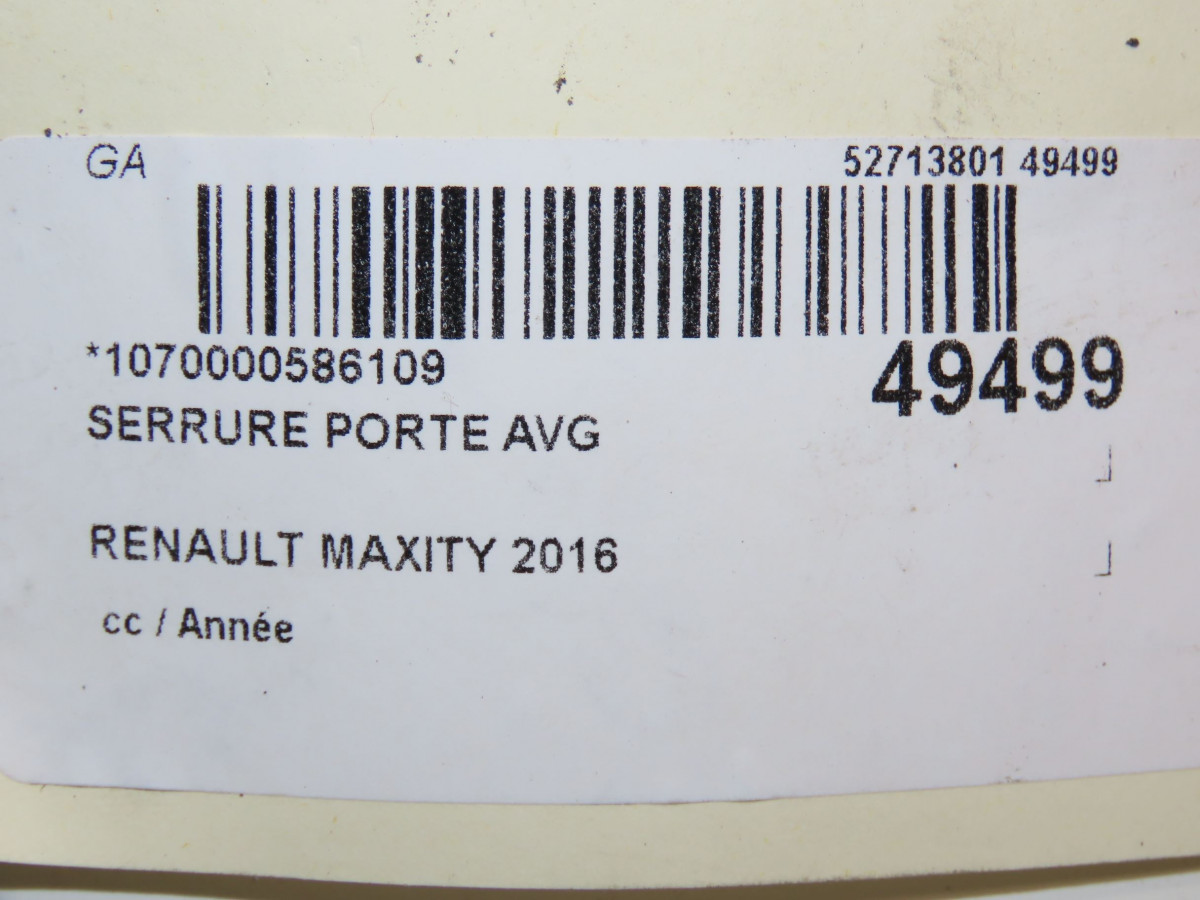 GA 52713801 49499
*1070000586109 49499
SERRURE PORTE AVG
RENAULT MAXITY 2016
cc / Année